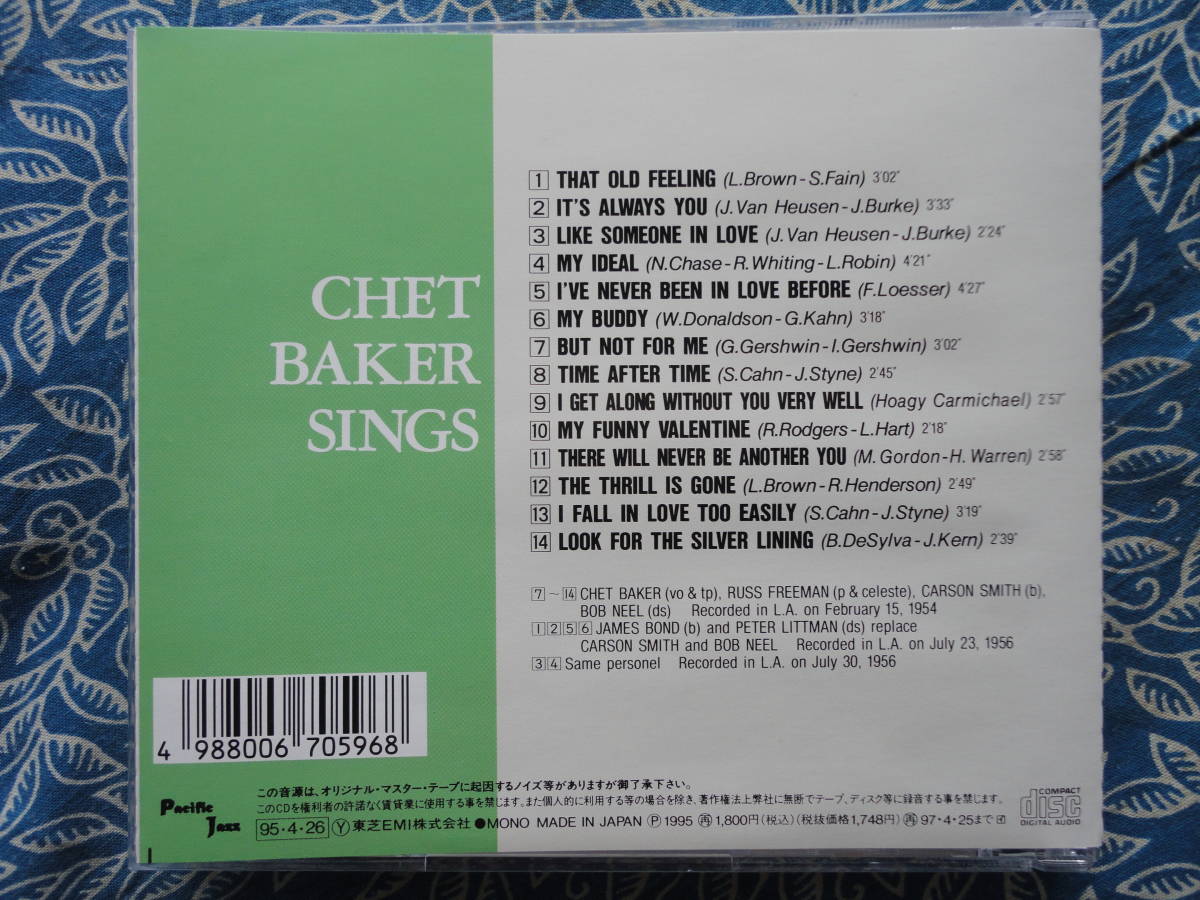 CHET
BAKER
SINGS
1 THAT OLD FEELING (L.Brown-S.Fain) 3'02"
2 IT'S ALWAYS YOU (J.Van Heusen-J.Burke) 3'33"
3 LIKE SOMEONE IN LOVE (J.Van Heusen-J.Burke) 2'24"
4 MY IDEAL (N.Chase-R.Whiting-L.Robin) 4'21"
5 I'VE NEVER BEEN IN LOVE BEFORE (F.Loesser) 4'27"
6 MY BUDDY (W.Donaldson-G.Kahn) 3'18"
7 BUT NOT FOR ME (G.Gershwin-I.Gershwin) 3'02"
8 TIME AFTER TIME (S.Cahn-J.Styne) 2'45"
9 I GET ALONG WITHOUT YOU VERY WELL (Hoagy Carmichael) 2'57"
10 MY FUNNY VALENTINE (R.Rodgers-L.Hart) 2'18"
11 THERE WILL NEVER BE ANOTHER YOU (M.Gordon-H.Warren) 2'58"
12 THE THRILL IS GONE (L.Brown-R.Henderson) 2'49"
13 I FALL IN LOVE TOO EASILY (S.Cahn-J.Styne) 3'19"
14 LOOK FOR THE SILVER LINING (B.DeSylva-J.Kern) 2'39"
7~14 CHET BAKER (vo & tp), RUSS FREEMAN (p & celeste), CARSON SMITH (b),
BOB NEEL (ds) Recorded in L.A. on February 15, 1954
1 2 5 6 JAMES BOND (b) and PETER LITTMAN (ds) replace
CARSON SMITH and BOB NEEL Recorded in L.A. on July 23, 1956
3 4 Same personel Recorded in L.A. on July 30, 1956
4 988006 705968
この音源は、オリジナル・マスター・テープに起因するノイズ等がありますが御了承下さい。
このCDを権利者の許諾なく賃貸業に使用する事を禁じます。また個人的に利用する等の場合を除き、著作権法上弊社に無断でテープ、ディスク等に録音する事を禁じます。
Pacific
Jazz
95・4・26 Ⓨ 東芝EMI株式会社 ●MONO MADE IN JAPAN Ⓟ 1995 ㊢ 1,800円(税込)(税抜価格1,748円) ㊢ 97・4・25まで
COMPACT
disc
DIGITAL AUDIO